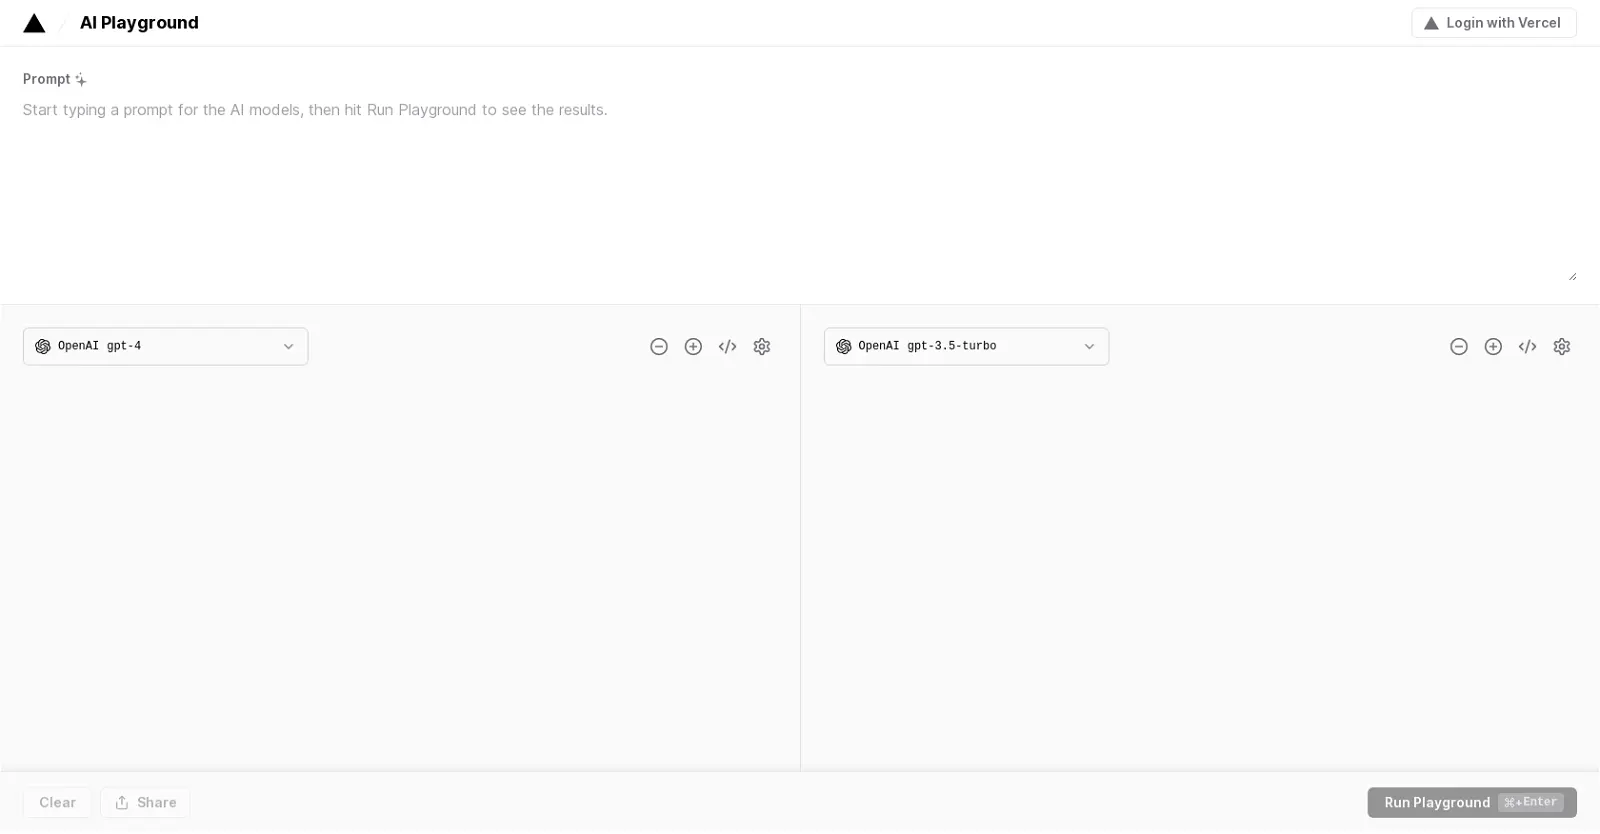 AI Playground
Login with Vercel
Prompt
Start typing a prompt for the AI models, then hit Run Playground to see the results.
OpenAI gpt-4
OpenAI gpt-3.5-turbo
Clear
Share
Run Playground ⌘+Enter